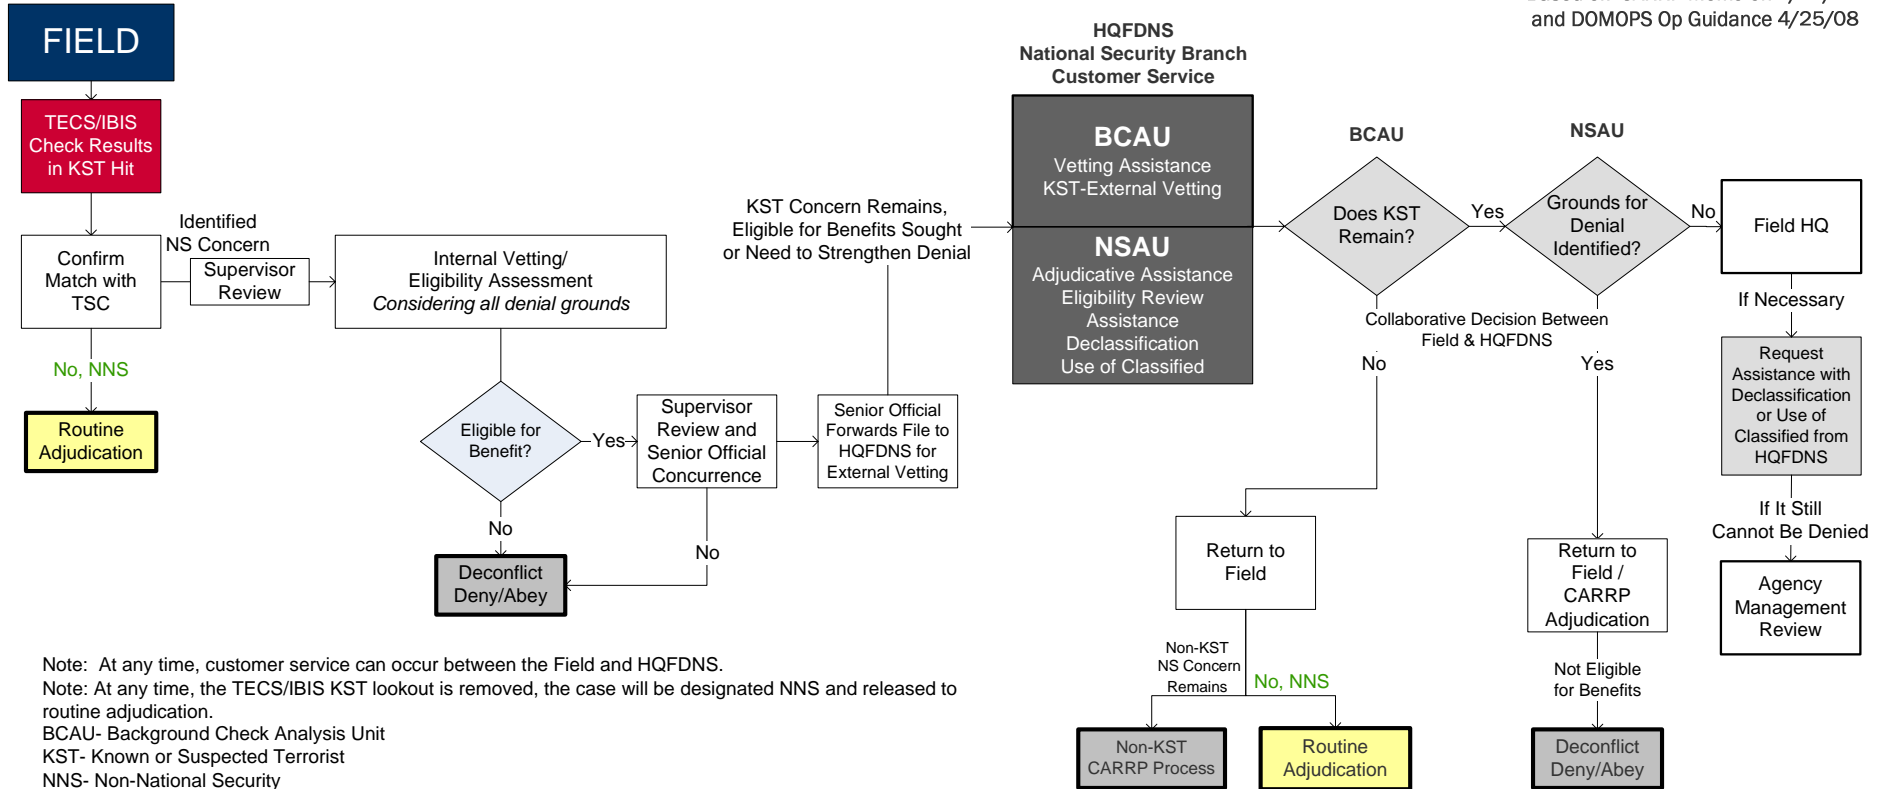 and DOMOPS Op Guidance 4/25/08
FIELD
TECS/IBIS
Check Results
in KST Hit
Identified
NS Concern
Confirm
Match with
TSC
Supervisor
Review
No, NNS
Routine
Adjudication
Internal Vetting/
Eligibility Assessment
Considering all denial grounds
Eligible for
Benefit?
Yes
No
Supervisor
Review and
Senior Official
Concurrence
No
Deconflict
Deny/Abey
Senior Official
Forwards File to
HQFDNS for
External Vetting
KST Concern Remains,
Eligible for Benefits Sought
or Need to Strengthen Denial
HQFDNS
National Security Branch
Customer Service
BCAU
Vetting Assistance
KST-External Vetting
NSAU
Adjudicative Assistance
Eligibility Review
Assistance
Declassification
Use of Classified
BCAU
Does KST
Remain?
Yes
NSAU
Grounds for
Denial
Identified?
No
Field HQ
If Necessary
Collaborative Decision Between
Field & HQFDNS
No
Yes
Request
Assistance with
Declassification
or Use of
Classified from
HQFDNS
If It Still
Cannot Be Denied
Agency
Management
Review
Return to
Field
Non-KST
NS Concern
Remains
No, NNS
Non-KST
CARRP Process
Routine
Adjudication
Return to
Field /
CARRP
Adjudication
Not Eligible
for Benefits
Deconflict
Deny/Abey
Note: At any time, customer service can occur between the Field and HQFDNS.
Note: At any time, the TECS/IBIS KST lookout is removed, the case will be designated NNS and released to
routine adjudication.
BCAU- Background Check Analysis Unit
KST- Known or Suspected Terrorist
NNS- Non-National Security